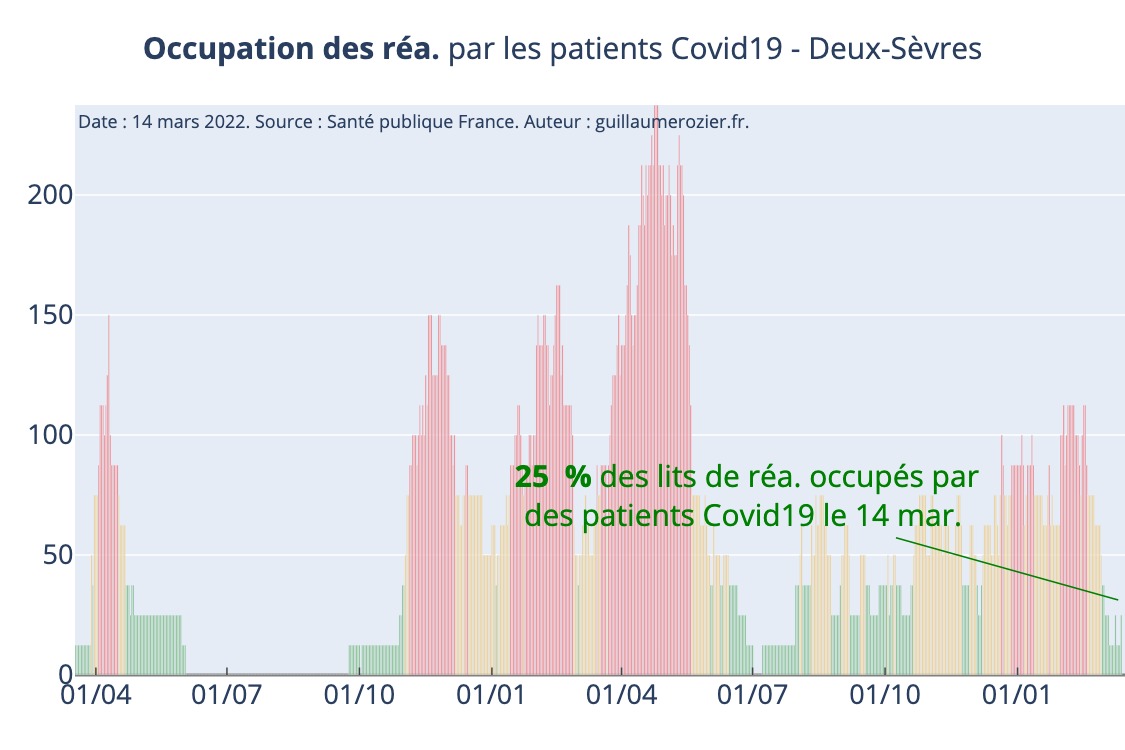 Occupation des réa. par les patients Covid19 - Deux-Sèvres
Date : 14 mars 2022. Source : Santé publique France. Auteur : guillaumerozier.fr.
200
150
100
50
0
25 % des lits de réa. occupés par
des patients Covid19 le 14 mar.
01/04 01/07 01/10 01/01 01/04 01/07 01/10 01/01